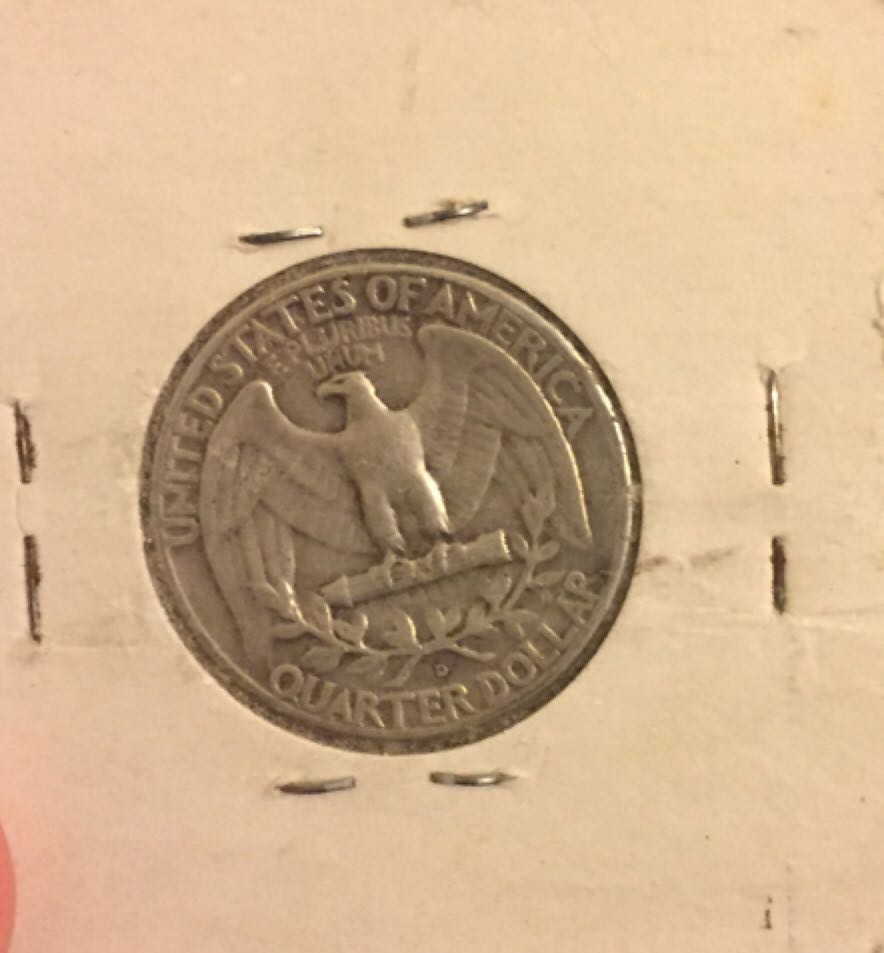 UNITED STATES OF AMERICA
E PLURIBUS
UNUM
D
QUARTER DOLLAR